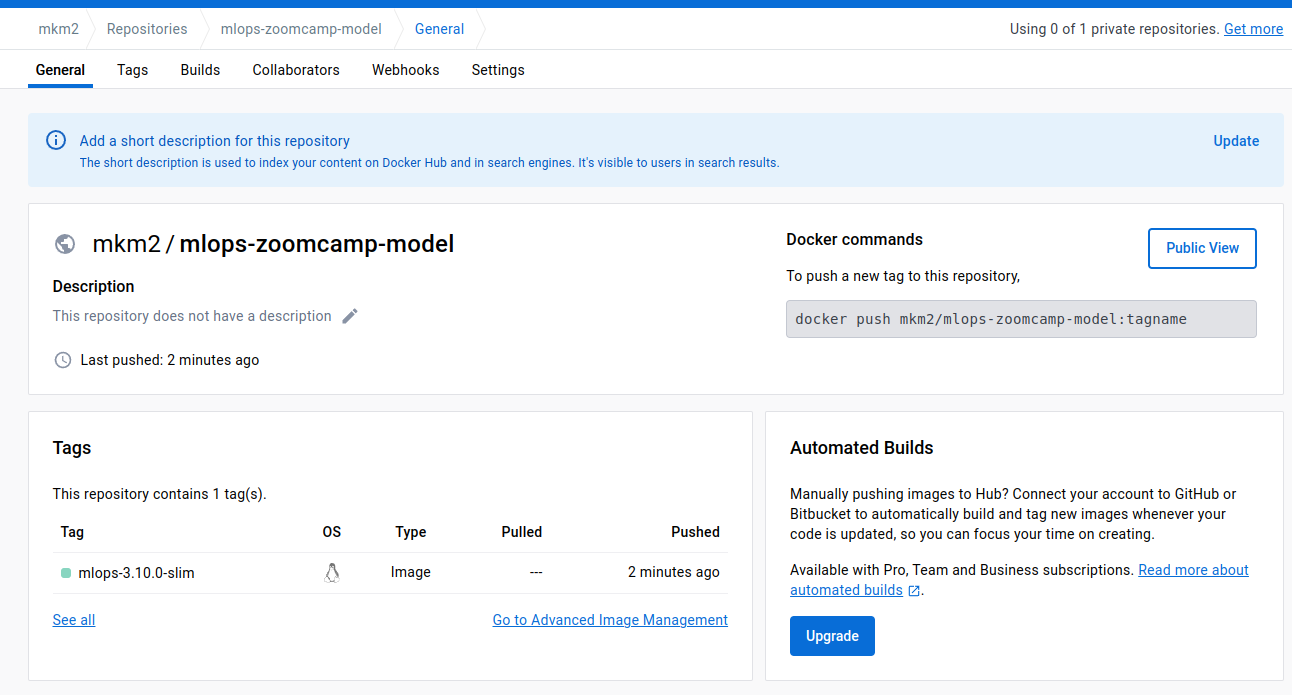 mkm2 Repositories mlops-zoomcamp-model General Using 0 of 1 private repositories. Get more
General Tags Builds Collaborators Webhooks Settings
Add a short description for this repository Update
The short description is used to index your content on Docker Hub and in search engines. It's visible to users in search results.
mkm2 / mlops-zoomcamp-model
Description
This repository does not have a description
Last pushed: 2 minutes ago
Docker commands
Public View
To push a new tag to this repository,
docker push mkm2/mlops-zoomcamp-model:tagname
Tags
This repository contains 1 tag(s).
Tag OS Type Pulled Pushed
mlops-3.10.0-slim Image --- 2 minutes ago
See all Go to Advanced Image Management
Automated Builds
Manually pushing images to Hub? Connect your account to GitHub or
Bitbucket to automatically build and tag new images whenever your
code is updated, so you can focus your time on creating.
Available with Pro, Team and Business subscriptions. Read more about
automated builds.
Upgrade